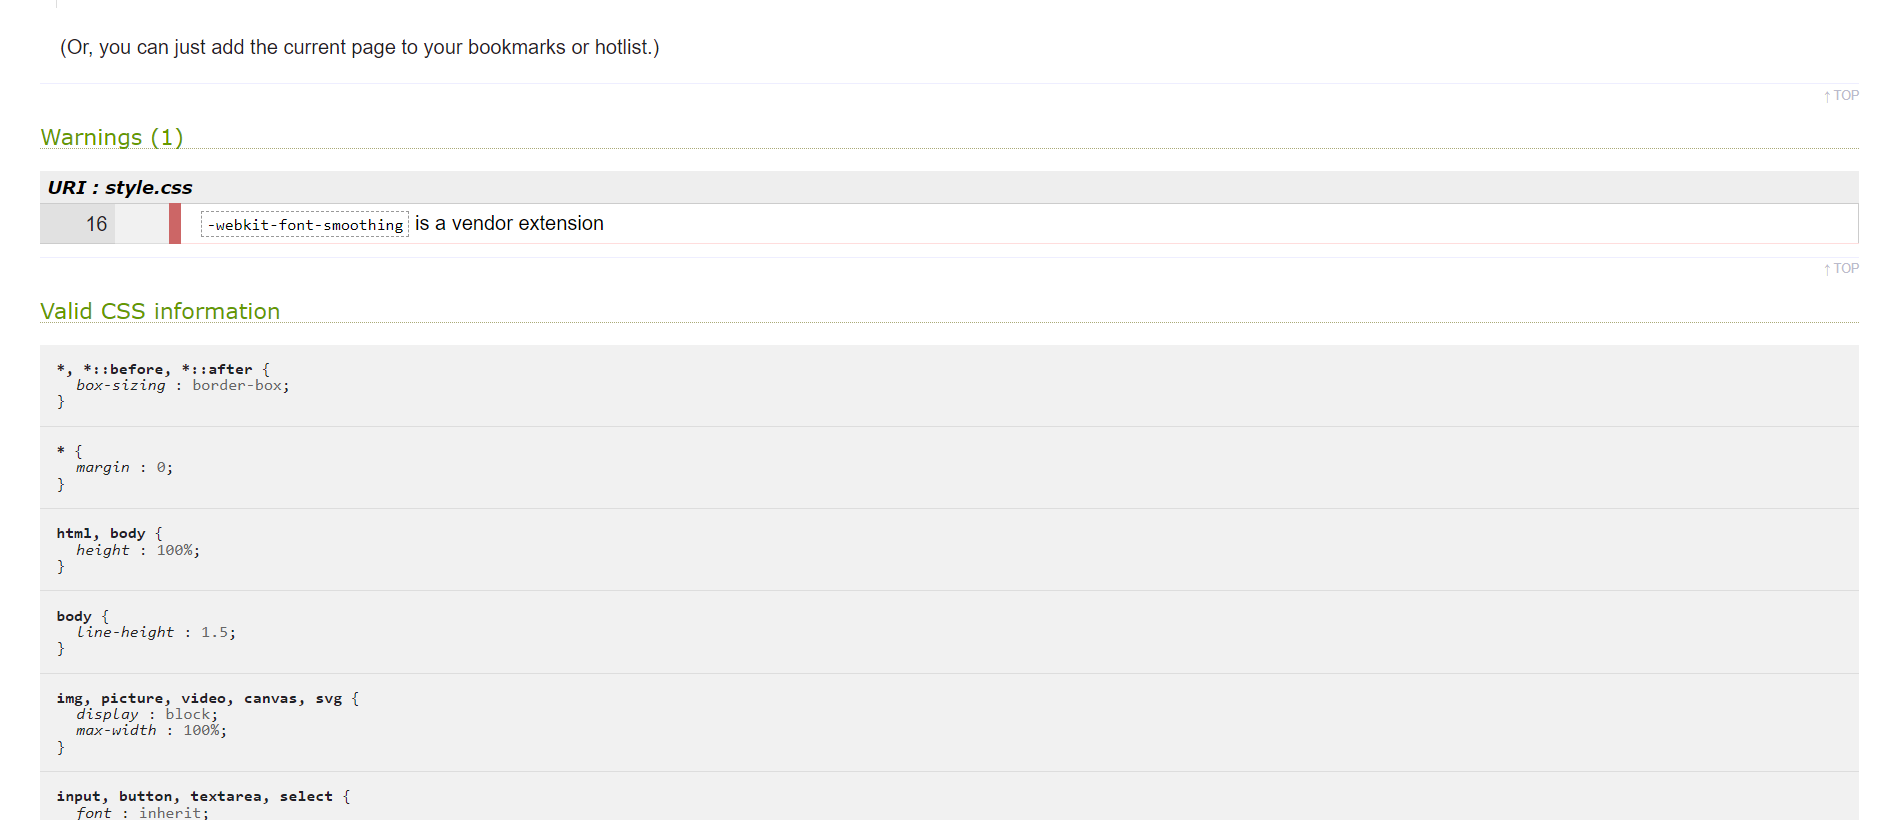 (Or, you can just add the current page to your bookmarks or hotlist.)
↑ TOP
Warnings (1)
URI : style.css
16 -webkit-font-smoothing is a vendor extension
↑ TOP
Valid CSS information
*, *::before, *::after {
box-sizing : border-box;
}
* {
margin : 0;
}
html, body {
height : 100%;
}
body {
line-height : 1.5;
}
img, picture, video, canvas, svg {
display : block;
max-width : 100%;
}
input, button, textarea, select {
font : inherit;